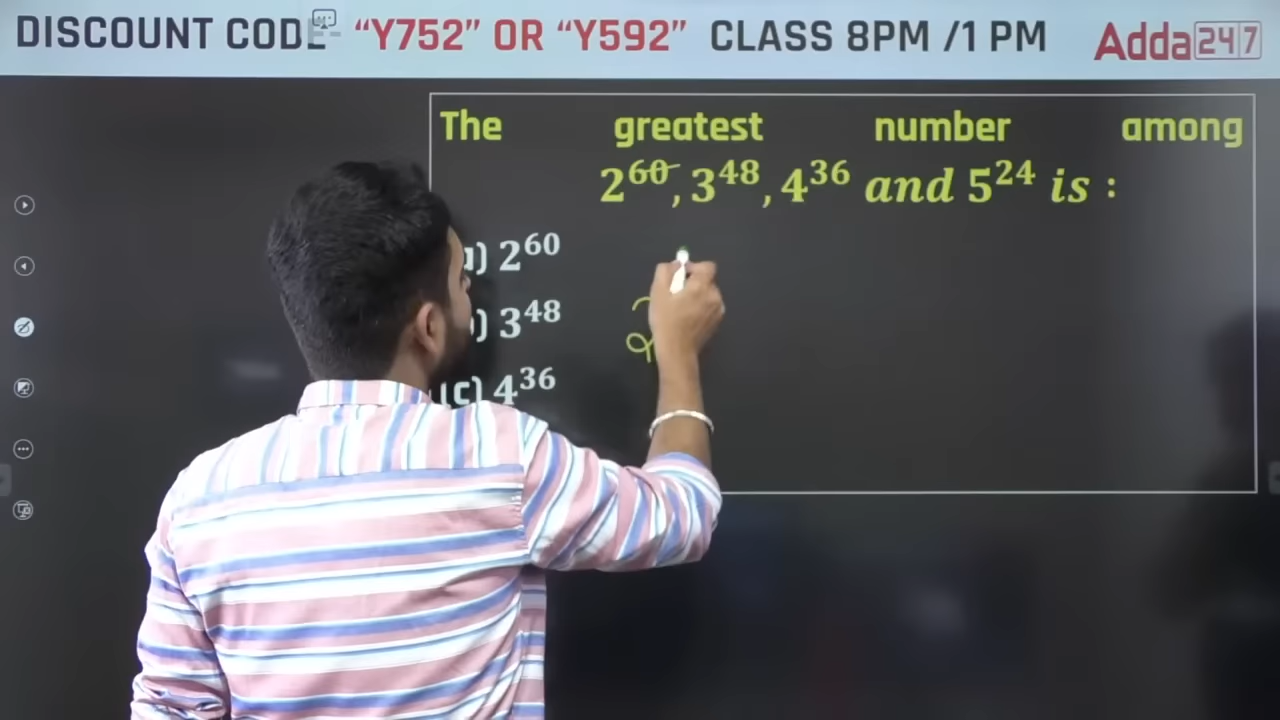 DISCOUNT CODE “Y752” OR “Y592” CLASS 8PM /1 PM
Adda247
The greatest number among
2^60, 3^48, 4^36 and 5^24 is :
a) 2^60
b) 3^48
(c) 4^36
2